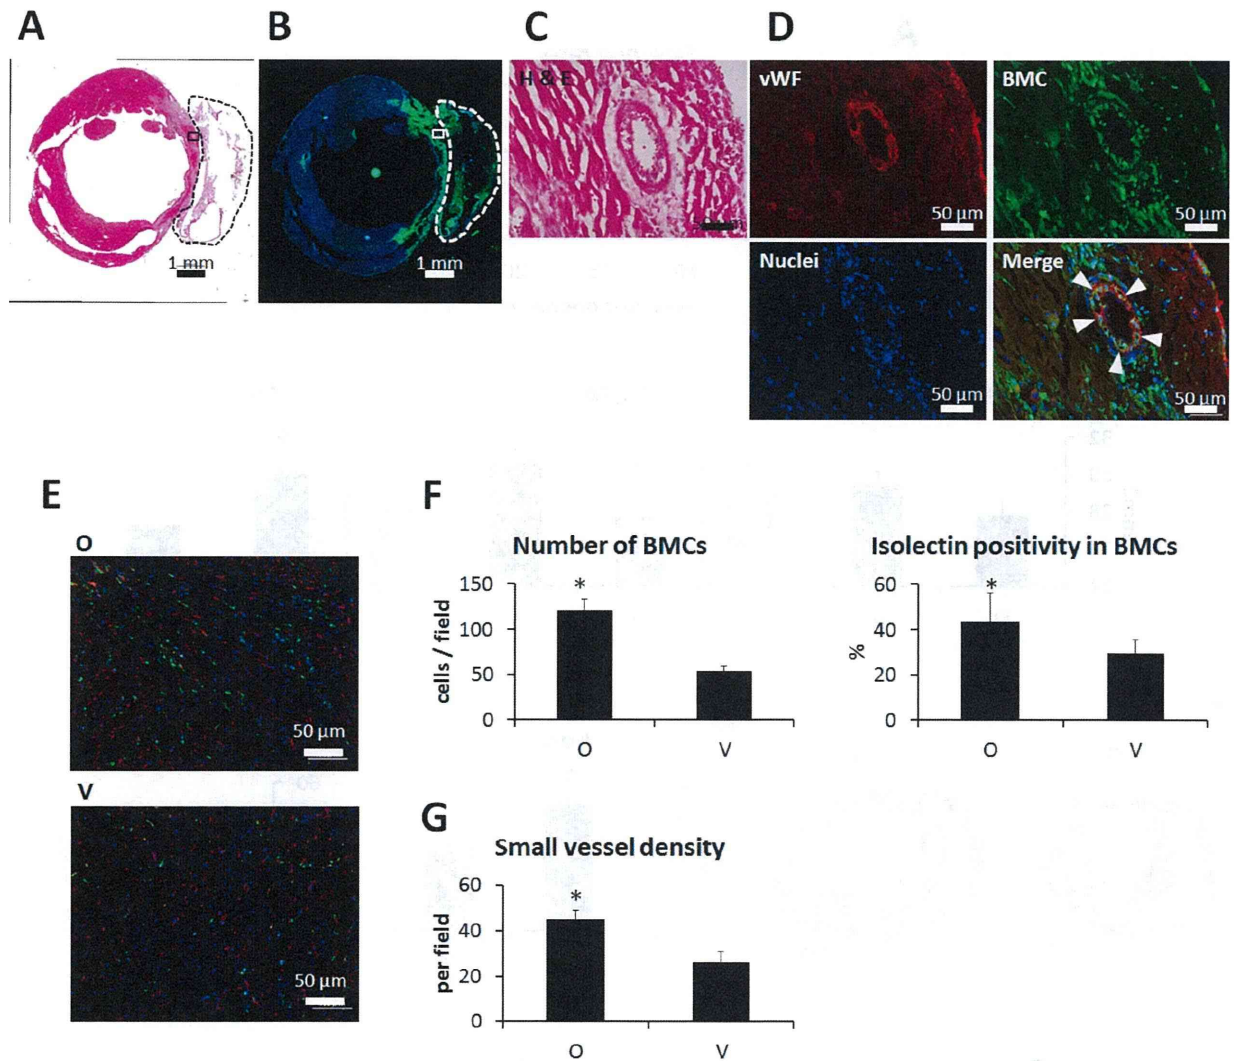 A
B
C
D
H & E
vWF
BMC
1 mm
1 mm
50 µm
50 µm
Nuclei
Merge
50 µm
50 µm
E
O
50 µm
V
50 µm
F
Number of BMCs
cells / field
150
100
50
0
*
O
V
Isolectin positivity in BMCs
%
60
40
20
0
*
O
V
G
Small vessel density
per field
60
40
20
0
*
O
V